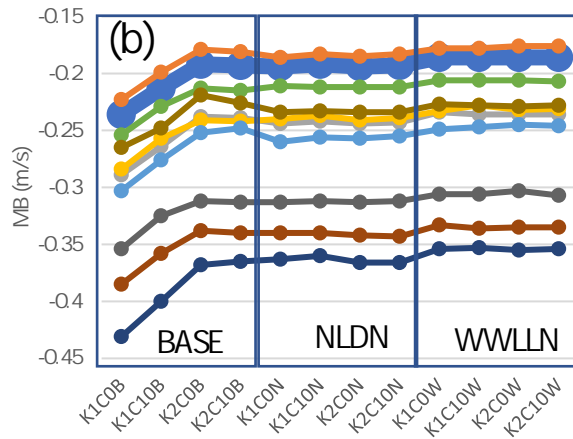 -0.15
(b)
-0.2
-0.25
-0.3
-0.35
-0.4
-0.45
MB (m/s)
BASE
NLDN
WWLLN
K1C0B
K1C10B
K2C0B
K2C10B
K1C0N
K1C10N
K2C0N
K2C10N
K1C0W
K1C10W
K2C0W
K2C10W